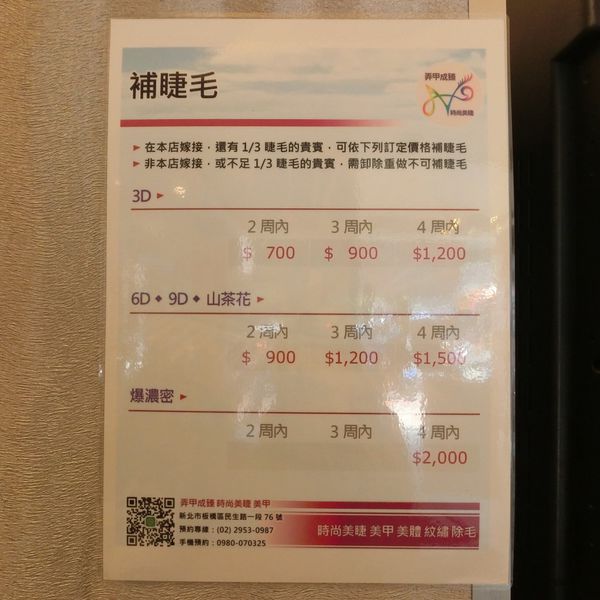 補睫毛
弄甲成臻
時尚美睫
► 在本店嫁接，還有 1/3 睫毛的貴賓，可依下列訂定價格補睫毛
► 非本店嫁接，或不足 1/3 睫毛的貴賓，需卸除重做不可補睫毛
3D ►
2 周內 3 周內 4 周內
$ 700 $ 900 $1,200
6D ◆ 9D ◆ 山茶花 ►
2 周內 3 周內 4 周內
$ 900 $1,200 $1,500
爆濃密 ►
2 周內 3 周內 4 周內
$2,000
弄甲成臻 時尚美睫 美甲
新北市板橋區民生路一段 76 號
預約專線：(02) 2953-0987
手機預約：0980-070325
時尚美睫 美甲 美體 紋繡 除毛